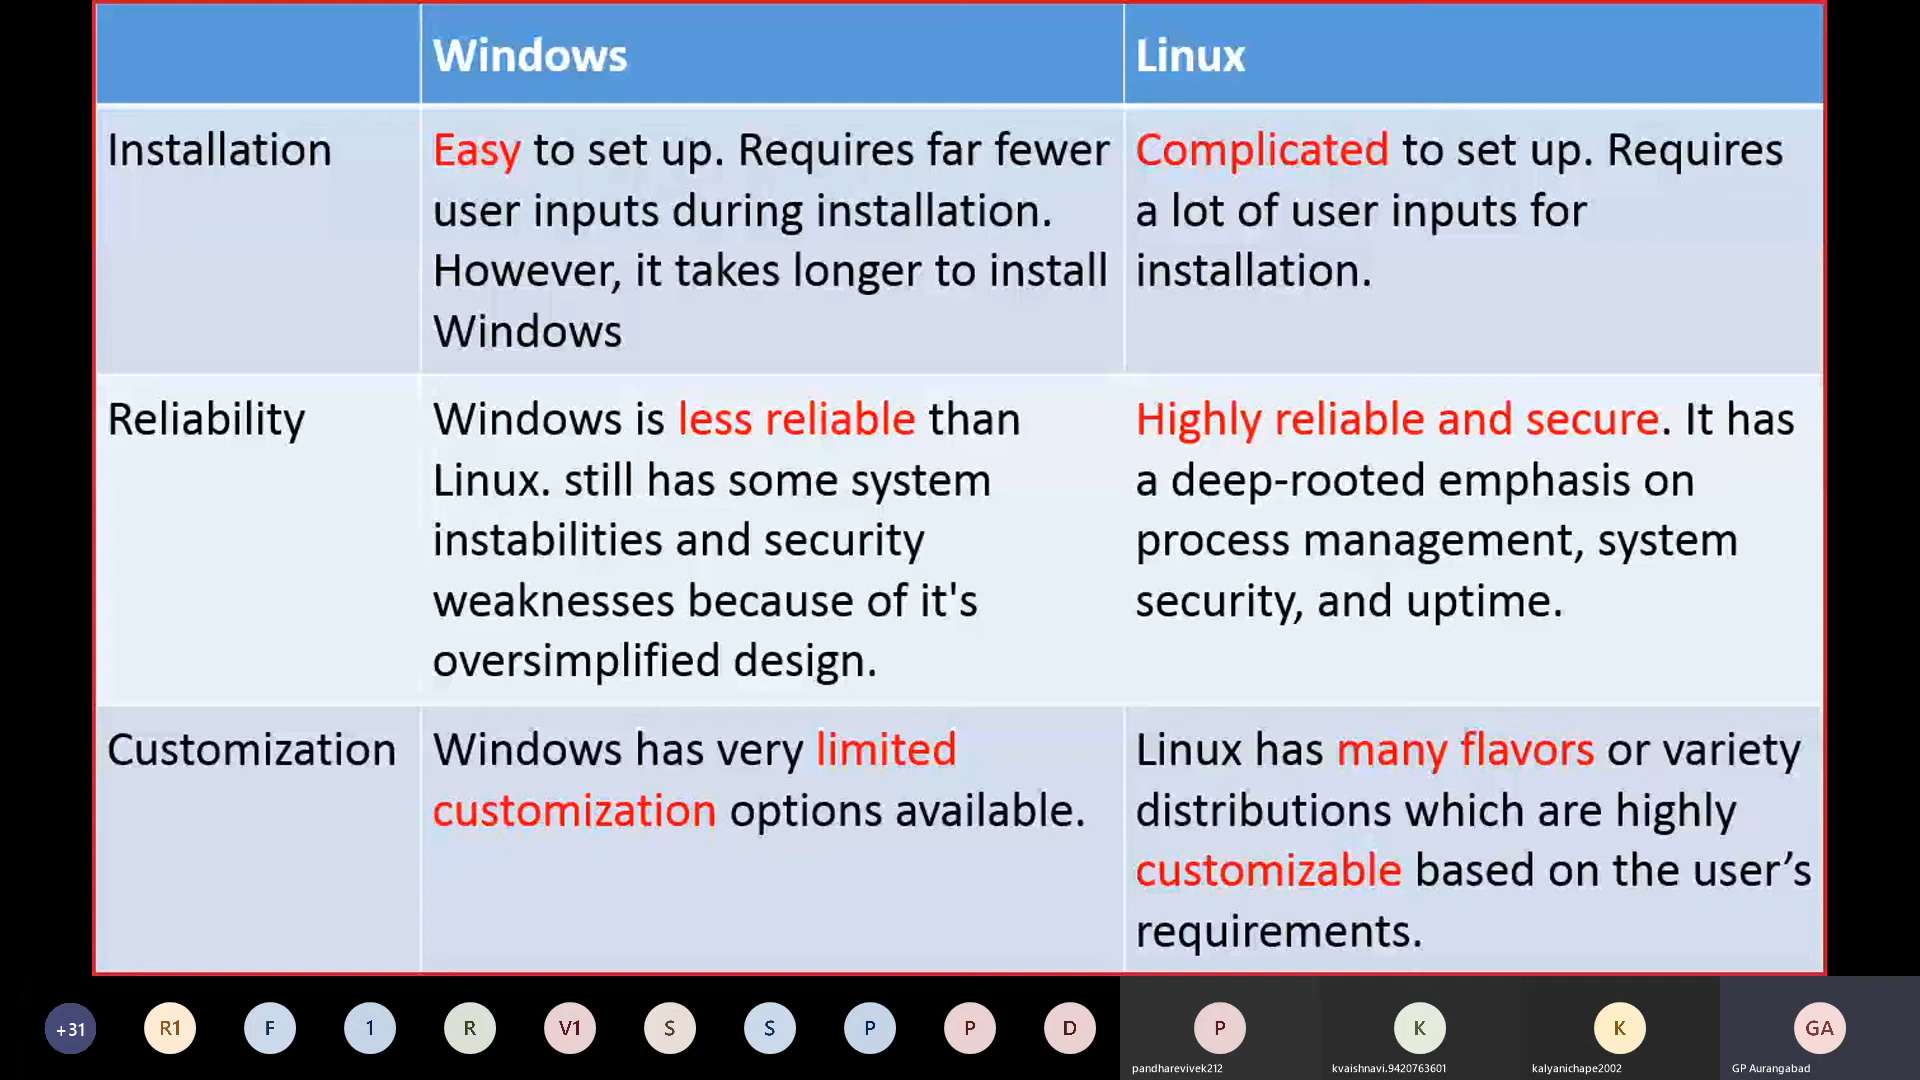 Windows
Linux
Installation
Easy to set up. Requires far fewer
user inputs during installation.
However, it takes longer to install
Windows
Complicated to set up. Requires
a lot of user inputs for
installation.
Reliability
Windows is less reliable than
Linux. still has some system
instabilities and security
weaknesses because of it's
oversimplified design.
Highly reliable and secure. It has
a deep-rooted emphasis on
process management, system
security, and uptime.
Customization
Windows has very limited
customization options available.
Linux has many flavors or variety
distributions which are highly
customizable based on the user’s
requirements.
+31
R1
F
1
R
V1
S
S
P
P
D
P
K
K
GA
pandharevivek212
kvaishnavi.9420763601
kalyanichape2002
GP Aurangabad